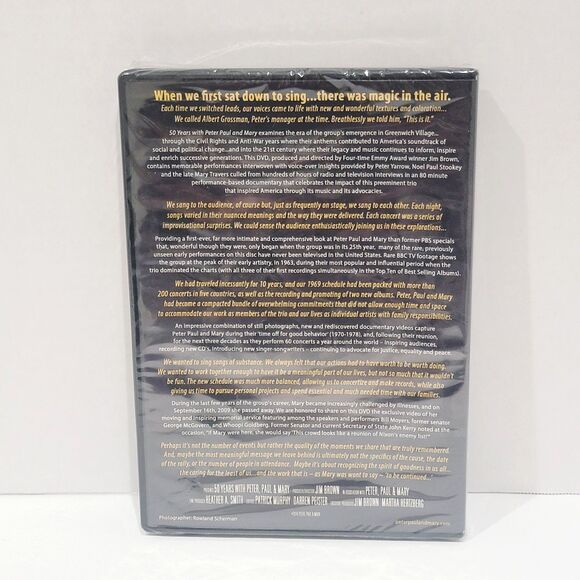 When we first sat down to sing...there was magic in the air.
Each time we switched leads, our voices came to life with new and wonderful textures and coloration...
We called Albert Grossman, Peter's manager at the time. Breathlessly we told him, "This is it."
50 Years with Peter Paul and Mary examines the era of the group's emergence in Greenwich Village...
through the Civil Rights and Anti-War years where their anthems contributed to America's soundtrack of
social and political change...and into the 21st century where their legacy and music continues to inform, inspire
and enrich successive generations. This DVD, produced and directed by Four-time Emmy Award winner Jim Brown,
contains memorable performances interwoven with voice-over insights provided by Peter Yarrow, Noel Paul Stookey
and the late Mary Travers culled from hundreds of hours of radio and television interviews in an 80 minute
performance-based documentary that celebrates the impact of this preeminent trio
that inspired America through its music and its advocacies.
We sang to the audience, of course but, just as frequently on stage, we sang to each other. Each night,
songs varied in their nuanced meanings and the way they were delivered. Each concert was a series of
improvisational surprises. We could sense the audience enthusiastically joining us in these explorations...
Providing a first-ever, far more intimate and comprehensive look at Peter Paul and Mary than former PBS specials
that, wonderful though they were, only began when the group was in its 25th year, many of the rare, previously
unseen early performances on this disc have never been televised in the United States. Rare BBC TV footage shows
the group at the peak of their early artistry, in 1963, during their most popular and influential period when the
trio dominated the charts (with all three of their first recordings simultaneously in the Top Ten of Best Selling Albums).
We had traveled incessantly for 10 years, and our 1969 schedule had been packed with more than
200 concerts in five countries, as well as the recording and promoting of two new albums. Peter, Paul and Mary
had become a compacted bundle of overwhelming commitments that did not allow enough time and space
to accommodate our work as members of the trio and our lives as individual artists with family responsibilities.
An impressive combination of still photographs, new and rediscovered documentary videos capture
Peter Paul and Mary during their 'time off for good behavior' (1970-1978), and, following their reunion,
for the next three decades as they perform 60 concerts a year around the world – inspiring audiences,
recording new CD's, introducing new singer-songwriters – continuing to advocate for justice, equality and peace.
We wanted to sing songs of substance. We always felt that our actions had to have worth to be worth doing.
We wanted to work together enough to have it be a meaningful part of our lives, but not so much that it wouldn't
be fun. The new schedule was much more balanced, allowing us to concertize and make records, while also
giving us time to pursue personal projects and spend essential and much needed time with our families.
During the last few years of the group's career, Mary became increasingly challenged by illnesses, and on
September 16th, 2009 she passed away. We are honored to share on this DVD the exclusive video of her
moving and inspiring memorial service featuring among the speakers and performers Bill Moyers, former senator
George McGovern, and Whoopi Goldberg. Former Senator and current Secretary of State John Kerry noted at the
occasion, "If Mary were here, she would say 'This crowd looks like a reunion of Nixon's enemy list!'"
Perhaps it's not the number of events but rather the quality of the moments we share that are truly remembered.
And, maybe the most meaningful message we leave behind is ultimately not the specifics of the cause, the date
of the rally, or the number of people in attendance. Maybe it's about recognizing the spirit of goodness in us all...
the caring for the least of us...and the work that is – as Mary was want to say – 'to be continued...'
50 YEARS WITH PETER, PAUL & MARY JIM BROWN PETER, PAUL & MARY
HEATHER A. SMITH PATRICK MURPHY DARREN PEISTER JIM BROWN MARTHA HERTZBERG
Photographer: Rowland Scherman
peterpaulandmary.com